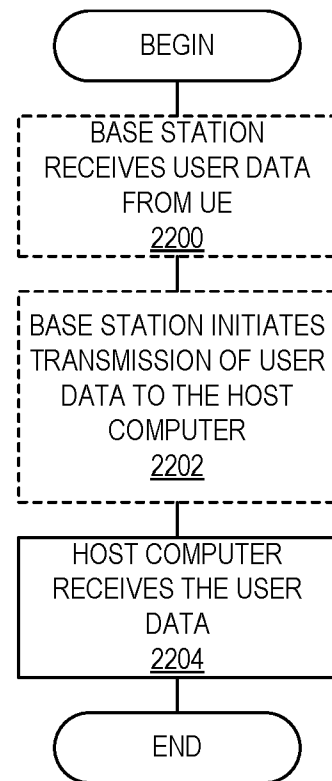 BEGIN
BASE STATION
RECEIVES USER DATA
FROM UE
2200
BASE STATION INITIATES
TRANSMISSION OF USER
DATA TO THE HOST
COMPUTER
2202
HOST COMPUTER
RECEIVES THE USER
DATA
2204
END